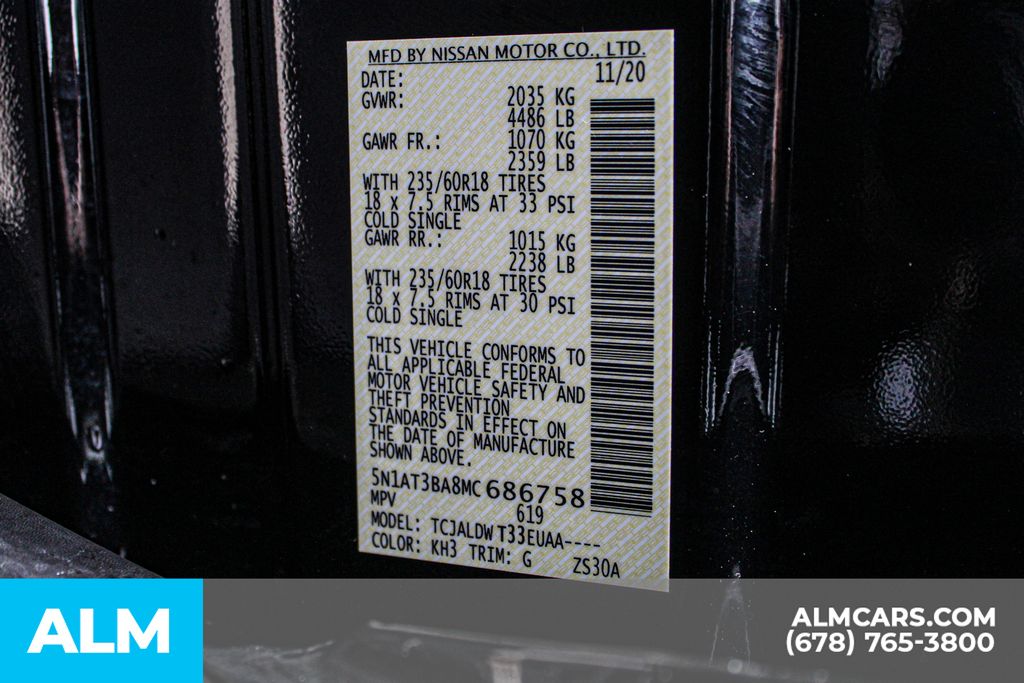 MFD BY NISSAN MOTOR CO., LTD.
DATE: 11/20
GVWR: 2035 KG
4486 LB
GAWR FR.: 1070 KG
2359 LB
WITH 235/60R18 TIRES
18 x 7.5 RIMS AT 33 PSI
COLD SINGLE
GAWR RR.: 1015 KG
2238 LB
WITH 235/60R18 TIRES
18 x 7.5 RIMS AT 30 PSI
COLD SINGLE
THIS VEHICLE CONFORMS TO
ALL APPLICABLE FEDERAL
MOTOR VEHICLE SAFETY AND
THEFT PREVENTION
STANDARDS IN EFFECT ON
THE DATE OF MANUFACTURE
SHOWN ABOVE.
5N1AT3BA8MC 686758
MPV 619
MODEL: TCJALDW T33EUAA----
COLOR: KH3 TRIM: G ZS30A
ALM
ALMCARS.COM
(678) 765-3800